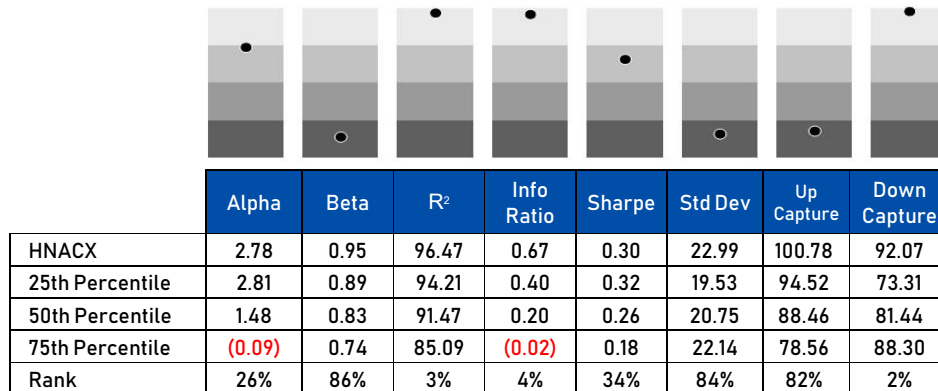 Alpha Beta R² Info Ratio Sharpe Std Dev Up Capture Down Capture
HNACX 2.78 0.95 96.47 0.67 0.30 22.99 100.78 92.07
25th Percentile 2.81 0.89 94.21 0.40 0.32 19.53 94.52 73.31
50th Percentile 1.48 0.83 91.47 0.20 0.26 20.75 88.46 81.44
75th Percentile (0.09) 0.74 85.09 (0.02) 0.18 22.14 78.56 88.30
Rank 26% 86% 3% 4% 34% 84% 82% 2%